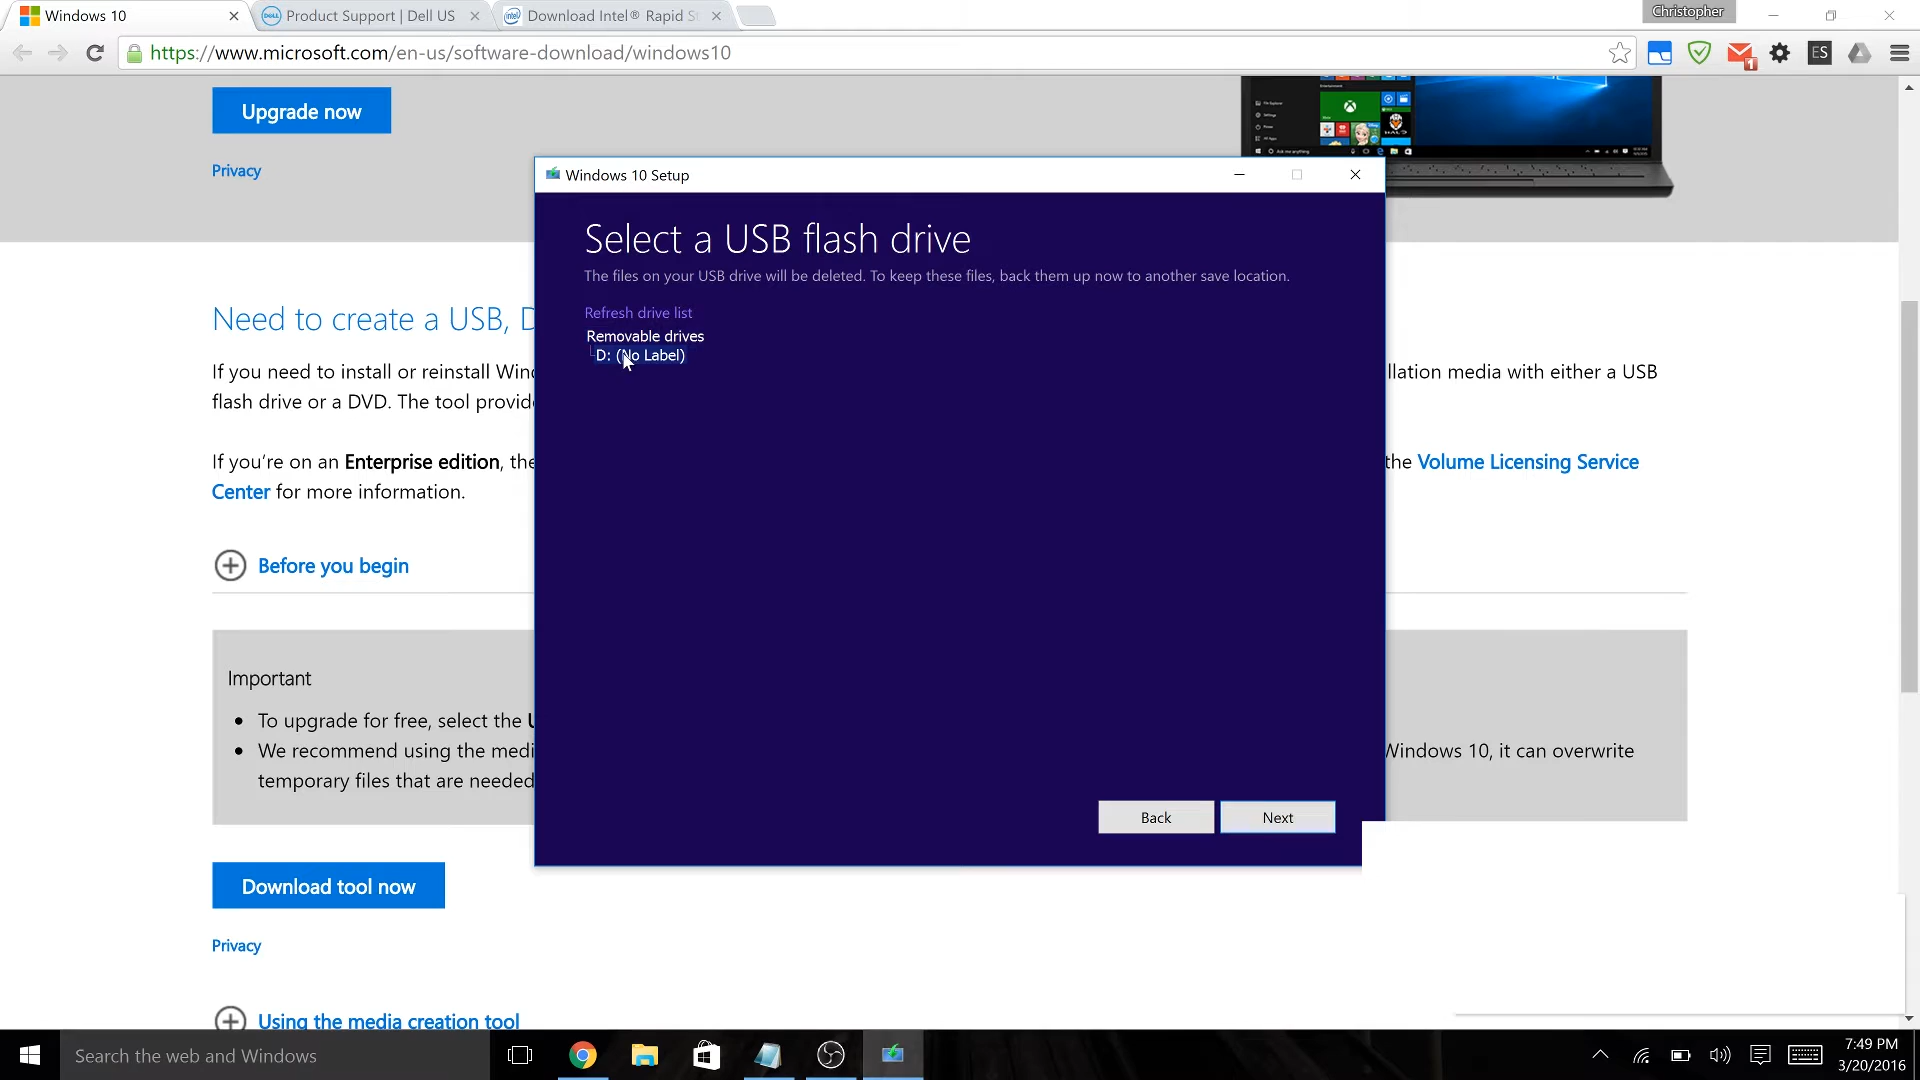 Windows 10
Product Support | Dell US
Download Intel® Rapid S
Christopher
https://www.microsoft.com/en-us/software-download/windows10
1
ES
Upgrade now
Privacy
Windows 10 Setup
Select a USB flash drive
The files on your USB drive will be deleted. To keep these files, back them up now to another save location.
Refresh drive list
Removable drives
D: (No Label)
Need to create a USB, D
If you need to install or reinstall Wind
llation media with either a USB
flash drive or a DVD. The tool provide
If you're on an Enterprise edition, the
the Volume Licensing Service
Center for more information.
Before you begin
Important
To upgrade for free, select the U
We recommend using the medi
Windows 10, it can overwrite
temporary files that are needed
Back
Next
Download tool now
Privacy
Using the media creation tool
Search the web and Windows
7:49 PM
3/20/2016